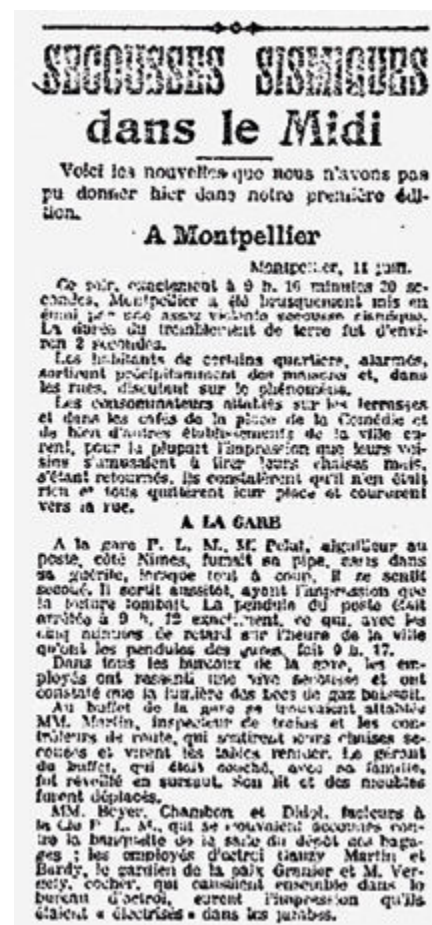 SECOUSSES SISMIQUES
dans le Midi
Voici les nouvelles que nous n'avons pas
pu donner hier dans notre première édi-
tion.
A Montpellier
Montpellier, 11 juin.
Ce soir, exactement à 9 h. 16 minutes 20 se-
condes, Montpellier a été brusquement mis en
émoi par une assez violente secousse sismique.
La durée du tremblement de terre fut d'envi-
ron 2 secondes.
Les habitants de certains quartiers, alarmés,
sortirent précipitamment des maisons et, dans
les rues, discutent sur le phénomène.
Les consommateurs attablés sur les terrasses
et dans les cafés de la place de la Comédie et
de bien d'autres établissements de la ville eu-
rent, pour la plupart l'impression que leurs voi-
sins s'amusaient à tirer leurs chaises mais,
s'étant retournés, ils constatèrent qu'il n'en était
rien et tous quittèrent leur place et coururent
vers la rue.
A LA GARE
A la gare P. L. M., M. Pelat, aiguilleur au
poste, côté Nîmes, fumait sa pipe, assis dans
sa guérite, lorsque tout à coup, il se sentit
secoué. Il sortit aussitôt, ayant l'impression que
la toiture tombait. La pendule du poste était
arrêtée à 9 h. 12 exactement, ce qui, avec les
cinq minutes de retard sur l'heure de la ville
qu'ont les pendules des gares, fait 9 h. 17.
Dans tous les bureaux de la gare, les em-
ployés ont ressenti une vive secousse et ont
constaté que la lumière des becs de gaz baissait.
Au buffet de la gare se trouvaient attablés
MM. Martin, inspecteur de trains et les con-
trôleurs de route, qui sentirent leurs chaises se-
couées et virent les tables remuer. Le gérant
du buffet, qui était couché, avec sa famille,
fut réveillé en sursaut. Son lit et des meubles
furent déplacés.
MM. Boyer, Chambon et Didol, facteurs à
la Cie P. L. M., qui se trouvaient accoudés con-
tre la banquette de la salle du dépôt des baga-
ges ; les employés d'octroi Martin et
Bardy, le gardien de la paix Granier et M. Ver-
cocher, qui causaient ensemble dans le
bureau d'octroi, eurent l'impression qu'ils
étaient « électrisés » dans les jambes.